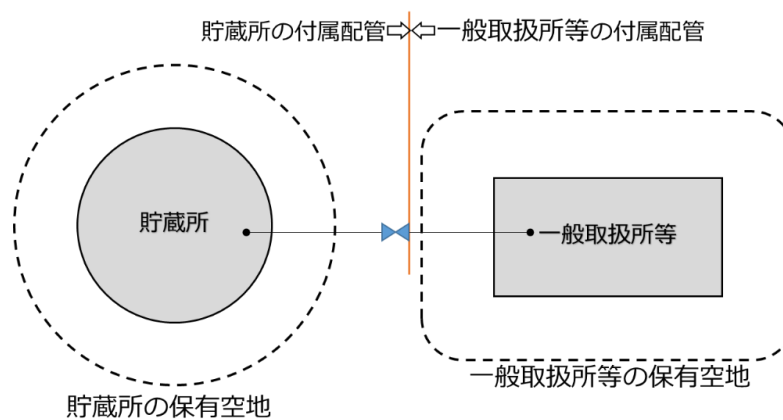 貯蔵所の付属配管⇨⇦一般取扱所等の付属配管
貯蔵所
一般取扱所等
一般取扱所等の保有空地
貯蔵所の保有空地